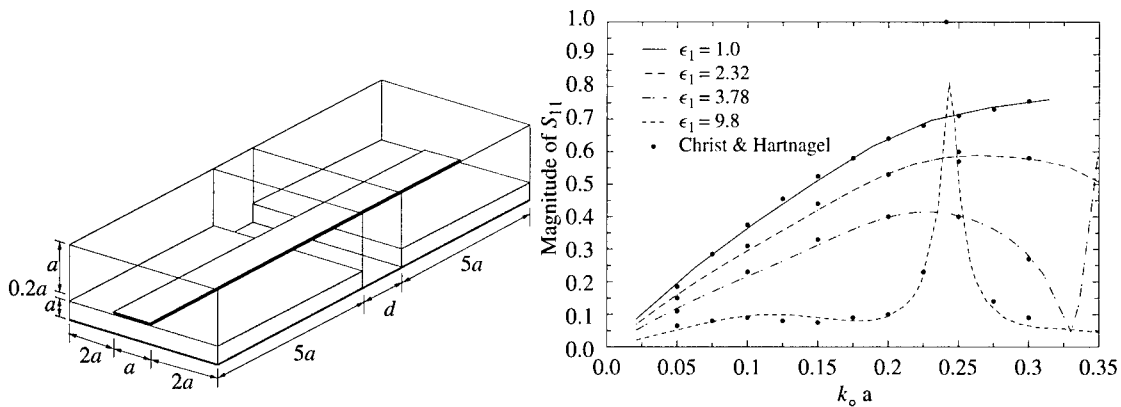 a
0.2a
a
2a
a
2a
5a
d
5a
Magnitude of S₁₁
1.0
0.9
0.8
0.7
0.6
0.5
0.4
0.3
0.2
0.1
0.0
ϵ₁ = 1.0
ϵ₁ = 2.32
ϵ₁ = 3.78
ϵ₁ = 9.8
Christ & Hartnagel
0.00 0.05 0.1 0.15 0.2 0.25 0.30 0.35
kₒ a